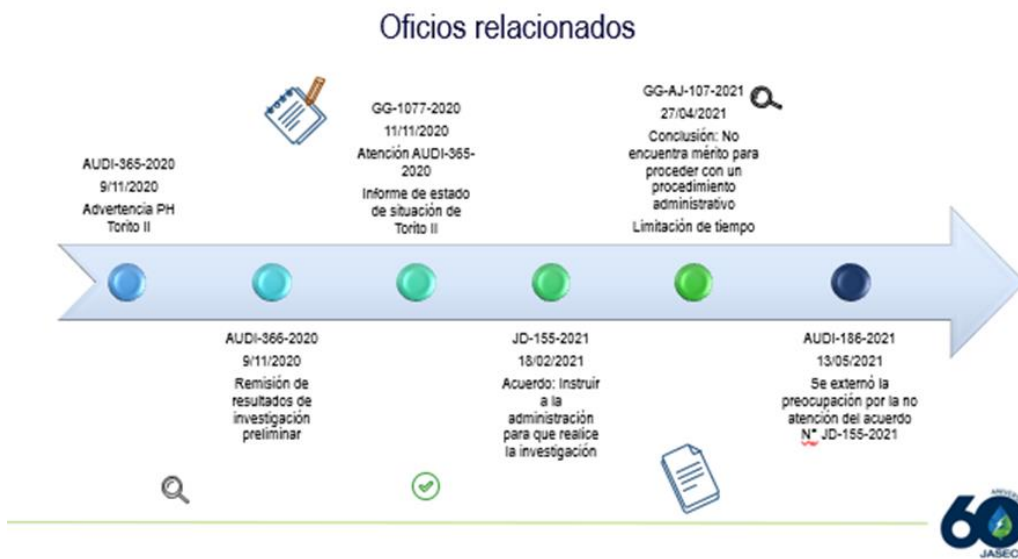 Oficios relacionados
AUDI-365-2020
9/11/2020
Advertencia PH
Torito II
AUDI-366-2020
9/11/2020
Remisión de
resultados de
investigación
preliminar
GG-1077-2020
11/11/2020
Atención AUDI-365-
2020
Informe de estado
de situación de
Torito II
JD-155-2021
18/02/2021
Acuerdo: Instruir
a la
administración
para que realice
la investigación
GG-AJ-107-2021
27/04/2021
Conclusión: No
encuentra mérito para
proceder con un
procedimiento
administrativo
Limitación de tiempo
AUDI-186-2021
13/05/2021
Se externó la
preocupación por la no
atención del acuerdo
N° JD-155-2021
60
JASEC